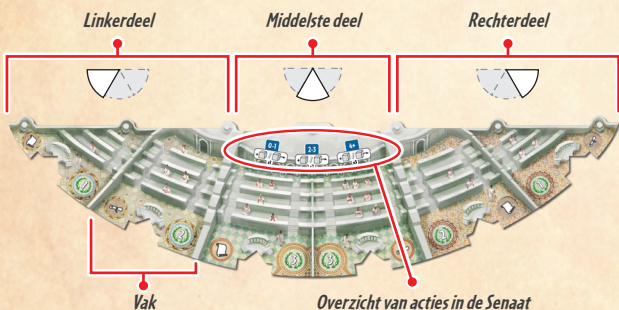 Linkerdeel
Middelste deel
Rechterdeel
0-1
2-3
4+
Vak
Overzicht van acties in de Senaat